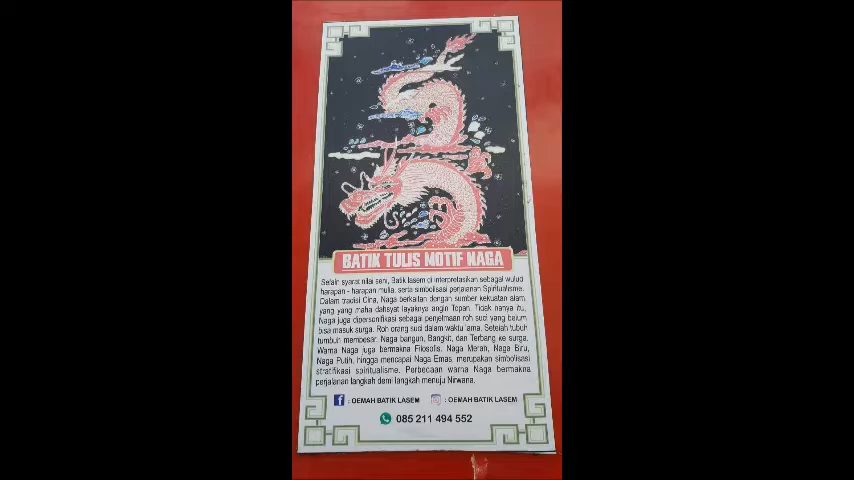 BATIK TULIS MOTIF NAGA
Selain syarat nilai seni, Batik lasem di interpretasikan sebagai wujud
harapan - harapan mulia, serta simbolisasi perjalanan Spiritualisme.
Dalam tradisi Cina, Naga berkaitan dengan sumber kekuatan alam
yang yang maha dahsyat layaknya angin Topan. Tidak hanya itu,
Naga juga dipersonifikasi sebagai penjelmaan roh suci yang belum
bisa masuk surga. Roh orang suci dalam waktu lama. Setelah tubuh
tumbuh membesar, Naga bangun, Bangkit, dan Terbang ke surga.
Warna Naga juga bermakna Filosofis. Naga Merah, Naga Biru,
Naga Putih, hingga mencapai Naga Emas, merupakan simbolisasi
stratifikasi spiritualisme. Perbedaan warna Naga bermakna
perjalanan langkah demi langkah menuju Nirwana.
: OEMAH BATIK LASEM : OEMAH BATIK LASEM
085 211 494 552